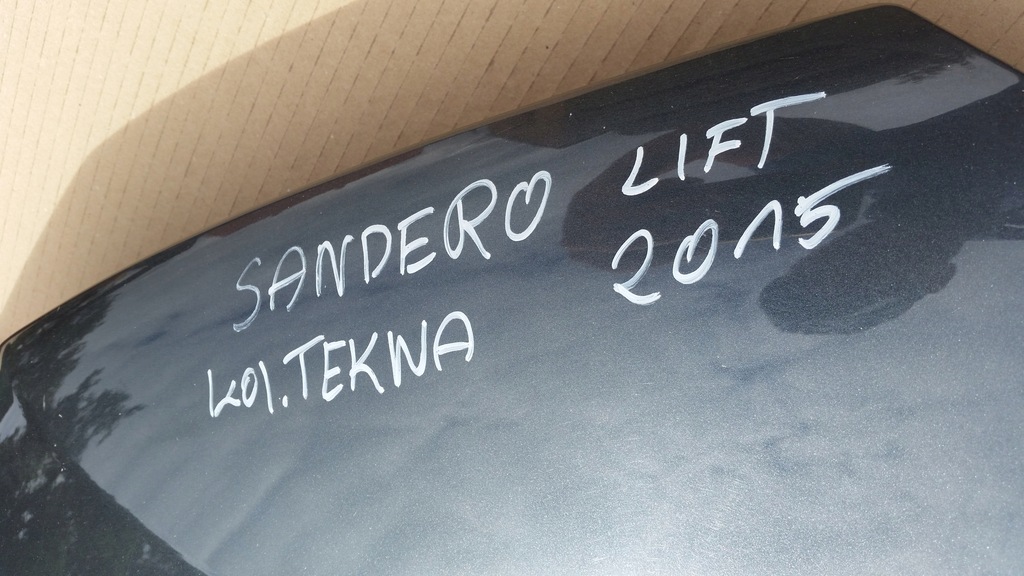 SANDERO LIFT
2015
kol. TEKNA